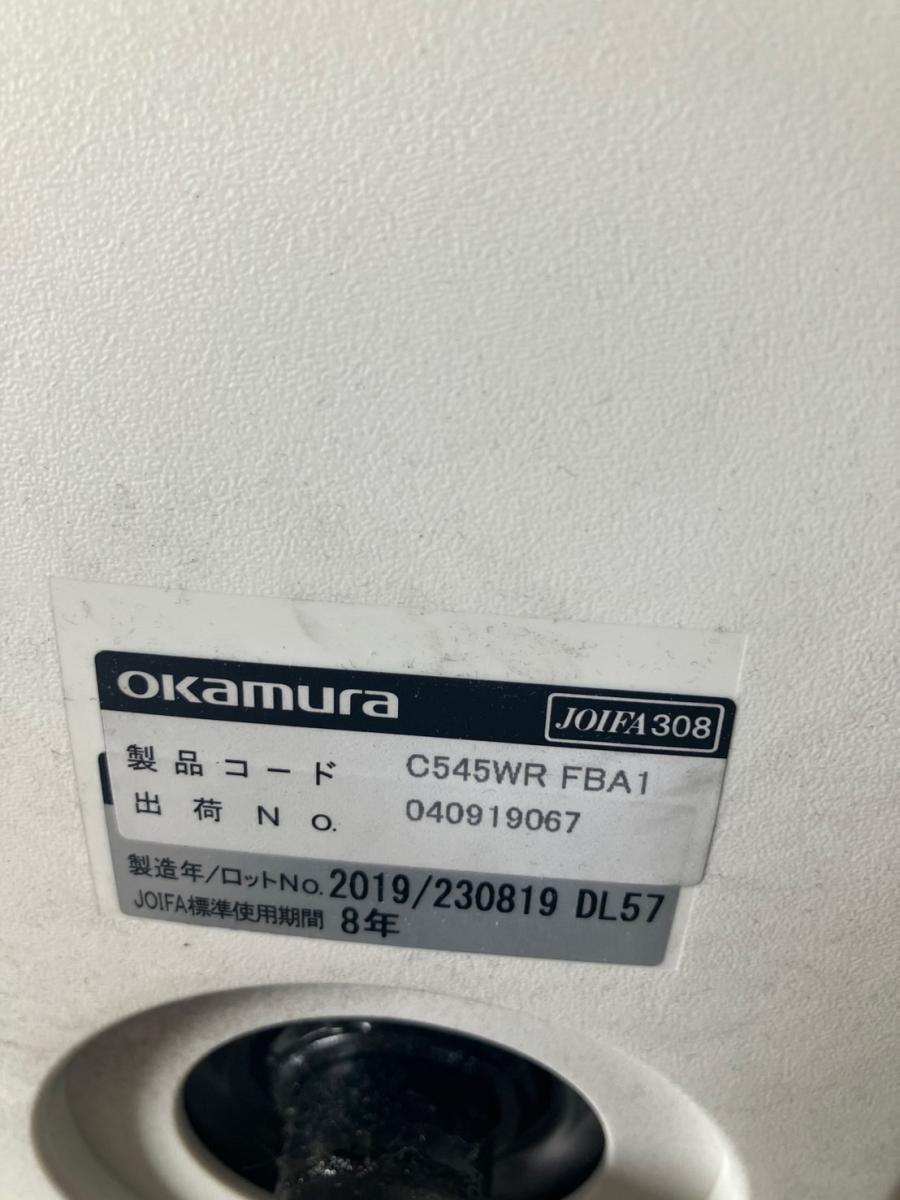 OKamura
JOIFA308
製品コード C545WR FBA1
出荷No. 040919067
製造年/ロットNo. 2019/230819 DL57
JOIFA標準使用期間 8年